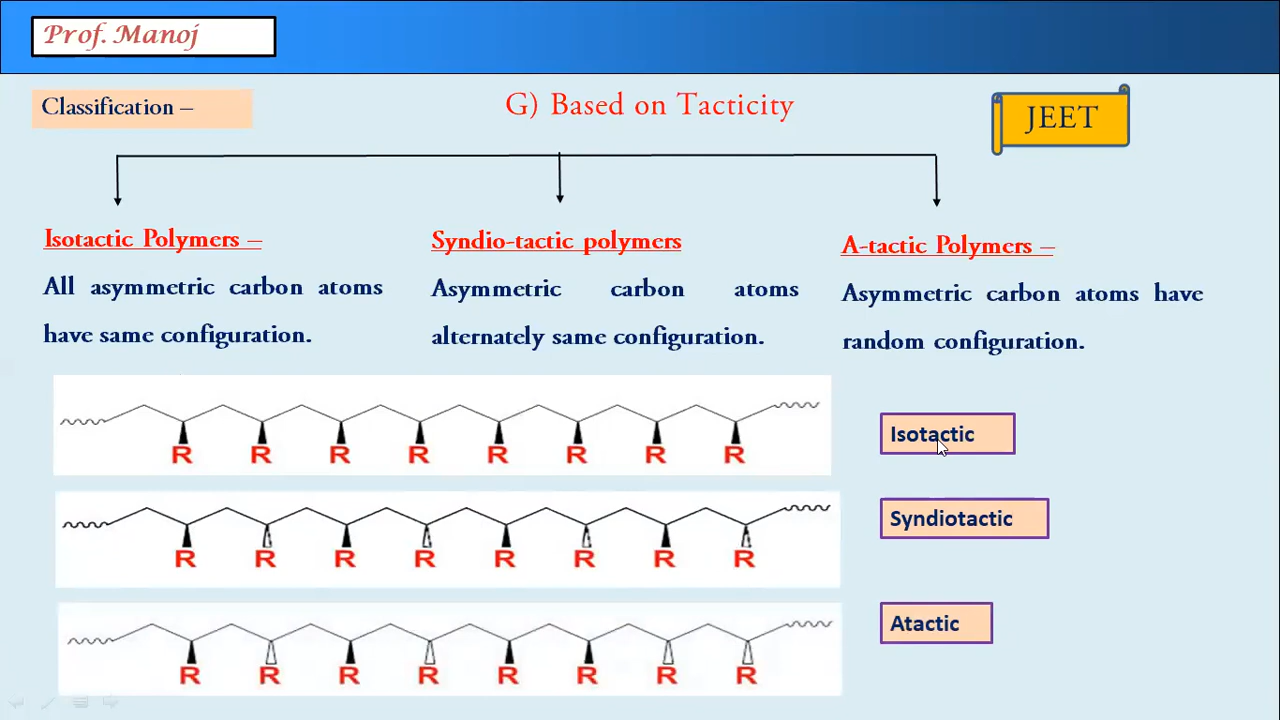 Prof. Manoj
Classification –
G) Based on Tacticity
JEET
Isotactic Polymers –
All asymmetric carbon atoms
have same configuration.
Syndio-tactic polymers
Asymmetric carbon atoms
alternately same configuration.
A-tactic Polymers –
Asymmetric carbon atoms have
random configuration.
R R R R R R R R
Isotactic
R R R R R R R R
Syndiotactic
R R R R R R R R
Atactic